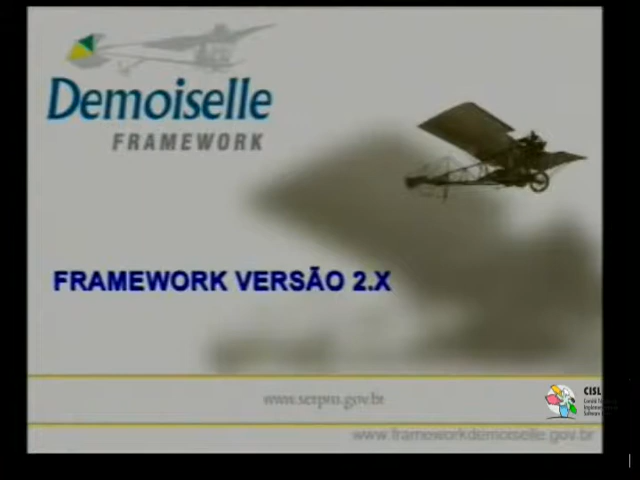 Demoiselle
FRAMEWORK
FRAMEWORK VERSÃO 2.X
www.serpro.gov.br
CISL
www.frameworkdemoiselle.gov.br